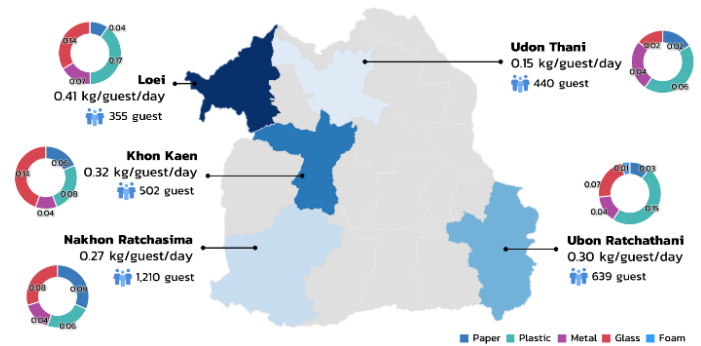 0.04
0.17
0.07
0.14
Loei
0.41 kg/guest/day
355 guest
Udon Thani
0.15 kg/guest/day
440 guest
0.02
0.06
0.04
0.02
0.06
0.08
0.04
0.14
Khon Kaen
0.32 kg/guest/day
502 guest
Nakhon Ratchasima
0.27 kg/guest/day
1,210 guest
0.09
0.06
0.04
0.08
0.01
0.03
0.15
0.04
0.07
Ubon Ratchathani
0.30 kg/guest/day
639 guest
Paper Plastic Metal Glass Foam